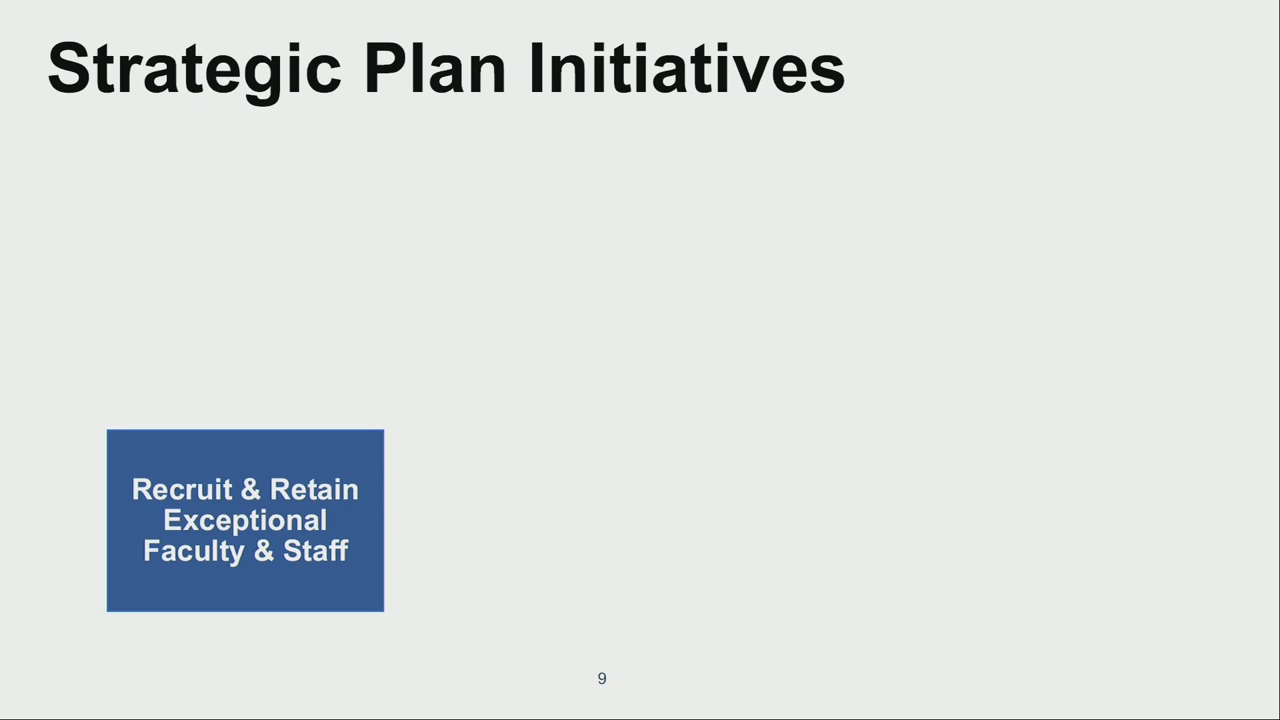 Strategic Plan Initiatives
Recruit & Retain
Exceptional
Faculty & Staff
9